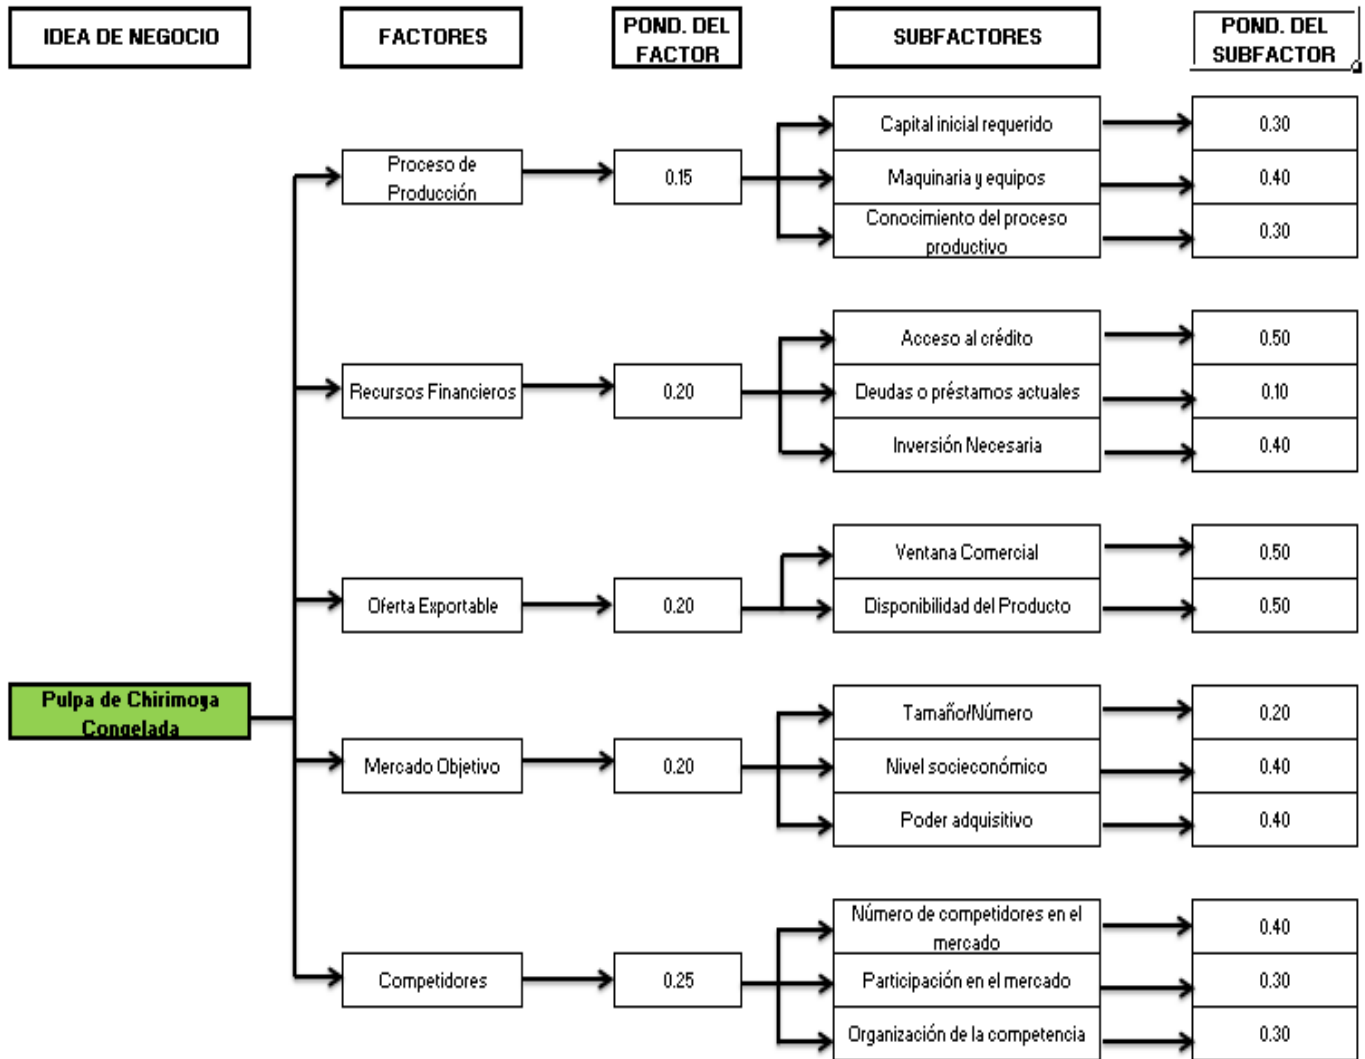 IDEA DE NEGOCIO
FACTORES
POND. DEL
FACTOR
SUBFACTORES
POND. DEL
SUBFACTOR
Proceso de
Producción
0.15
Capital inicial requerido
0.30
Maquinaria y equipos
0.40
Conocimiento del proceso
productivo
0.30
Recursos Financieros
0.20
Acceso al crédito
0.50
Deudas o préstamos actuales
0.10
Inversión Necesaria
0.40
Oferta Exportable
0.20
Ventana Comercial
0.50
Disponibilidad del Producto
0.50
Pulpa de Chirimoya
Congelada
Mercado Objetivo
0.20
Tamaño/Número
0.20
Nivel socieconómico
0.40
Poder adquisitivo
0.40
Competidores
0.25
Número de competidores en el
mercado
0.40
Participación en el mercado
0.30
Organización de la competencia
0.30